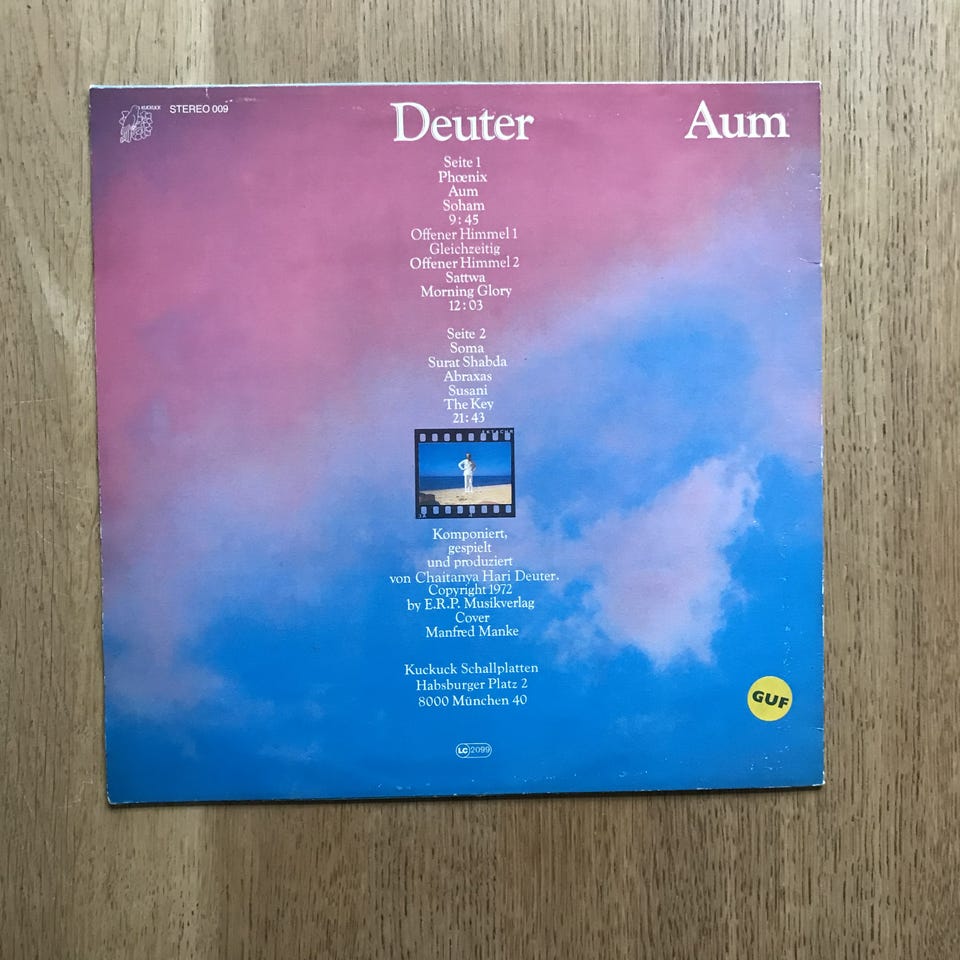 KUCKUCK
STEREO 009
Deuter
Aum
Seite 1
Phœnix
Aum
Soham
9:45
Offener Himmel 1
Gleichzeitig
Offener Himmel 2
Sattwa
Morning Glory
12:03
Seite 2
Soma
Surat Shabda
Abraxas
Susani
The Key
21:43
Komponiert,
gespielt
und produziert
von Chaitanya Hari Deuter.
Copyright 1972
by E.R.P. Musikverlag
Cover
Manfred Manke
Kuckuck Schallplatten
Habsburger Platz 2
8000 München 40
GUF
LC 2099